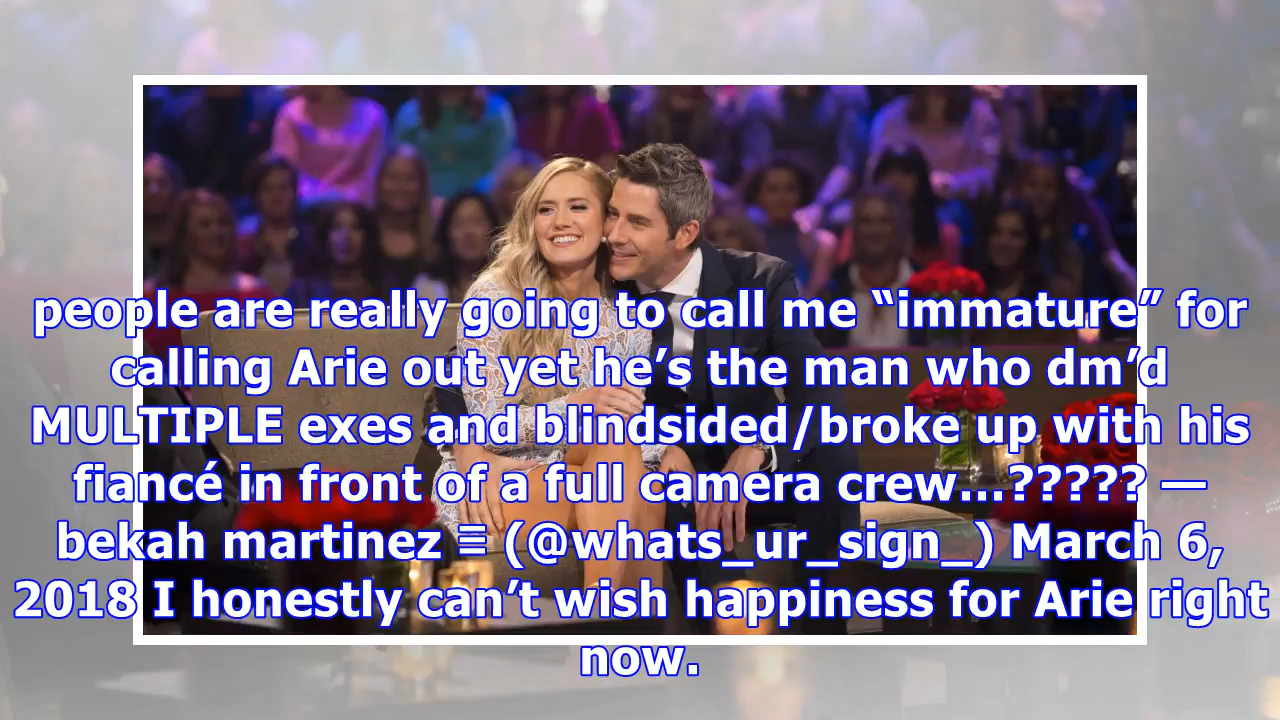 people are really going to call me “immature” for
calling Arie out yet he’s the man who dm’d
MULTIPLE exes and blindsided/broke up with his
fiancé in front of of a full camera crew…????? —
bekah martinez ≡ (@whats_ur_sign_) March 6,
2018 I honestly can’t wish happiness for Arie right
now.